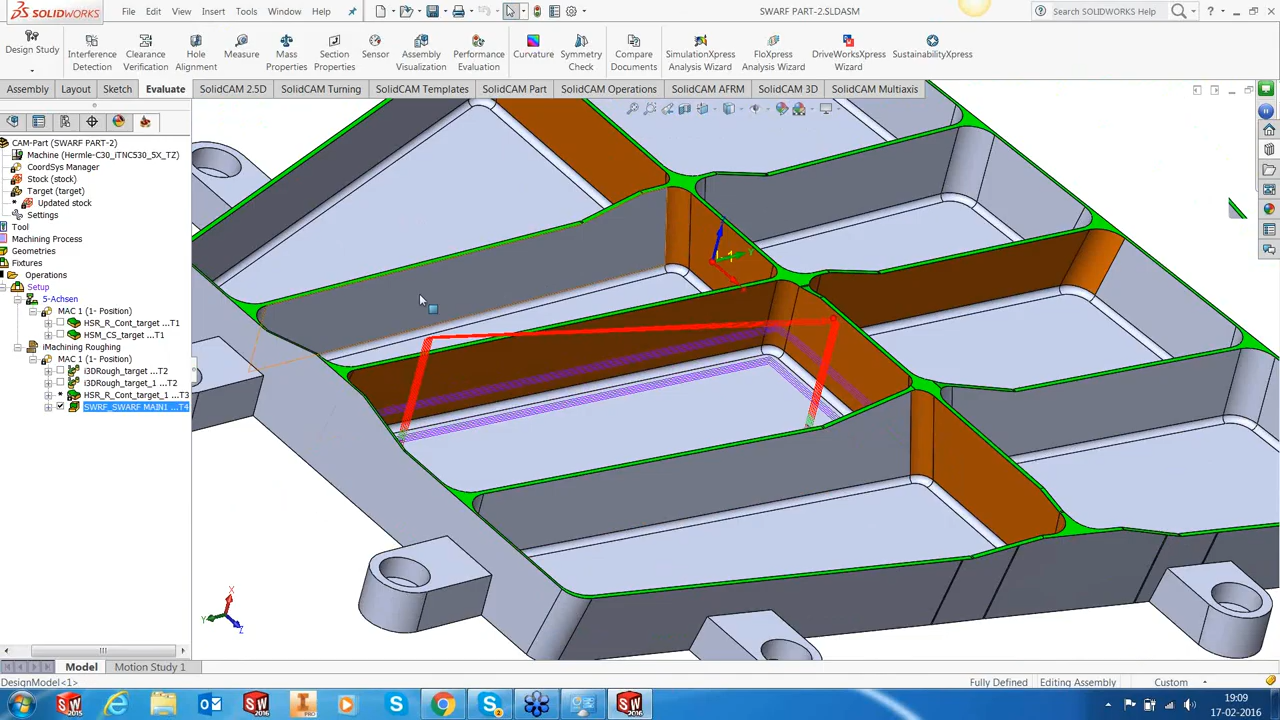 SOLIDWORKS File Edit View Insert Tools Window Help SWARF PART-2.SLDASM Search SOLIDWORKS Help
Design Study
Interference Detection
Clearance Verification
Hole Alignment
Measure
Mass Properties
Section Properties
Sensor
Assembly Visualization
Performance Evaluation
Curvature
Symmetry Check
Compare Documents
SimulationXpress Analysis Wizard
FloXpress Analysis Wizard
DriveWorksXpress Wizard
SustainabilityXpress
Assembly Layout Sketch Evaluate SolidCAM 2.5D SolidCAM Turning SolidCAM Templates SolidCAM Part SolidCAM Operations SolidCAM AFRM SolidCAM 3D SolidCAM Multiaxis
CAM-Part (SWARF PART-2)
Machine (Hermle-C30_iTNC530_5X_TZ)
CoordSys Manager
Stock (stock)
Target (target)
Updated stock
Settings
Tool
Machining Process
Geometries
Fixtures
Operations
Setup
5-Achsen
MAC 1 (1- Position)
HSR_R_Cont_target ...T1
HSM_CS_target ...T1
iMachining Roughing
MAC 1 (1- Position)
i3DRough_target ...T2
i3DRough_target_1 ...T2
HSR_R_Cont_target_1 ...T3
SWRF_SWARF MAIN1 ...T4
X
Y
Z
Model Motion Study 1
DesignModel<1> Fully Defined Editing Assembly Custom
19:09
17-02-2016